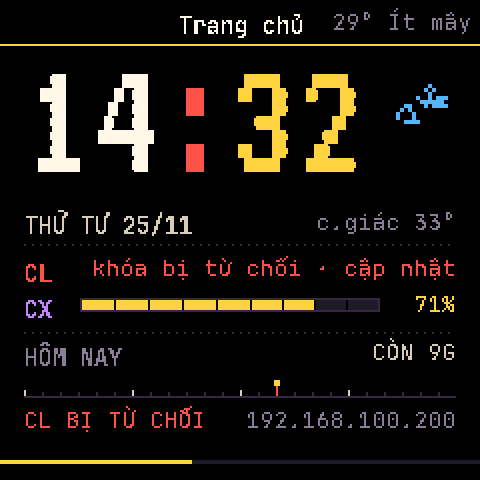 Trang chủ 29° Ít mây
14:32
THỨ TƯ 25/11 c.giác 33°
CL khóa bị từ chối · cập nhật
CX 71%
HÔM NAY CÒN 9G
CL BỊ TỪ CHỐI 192.168.100.200